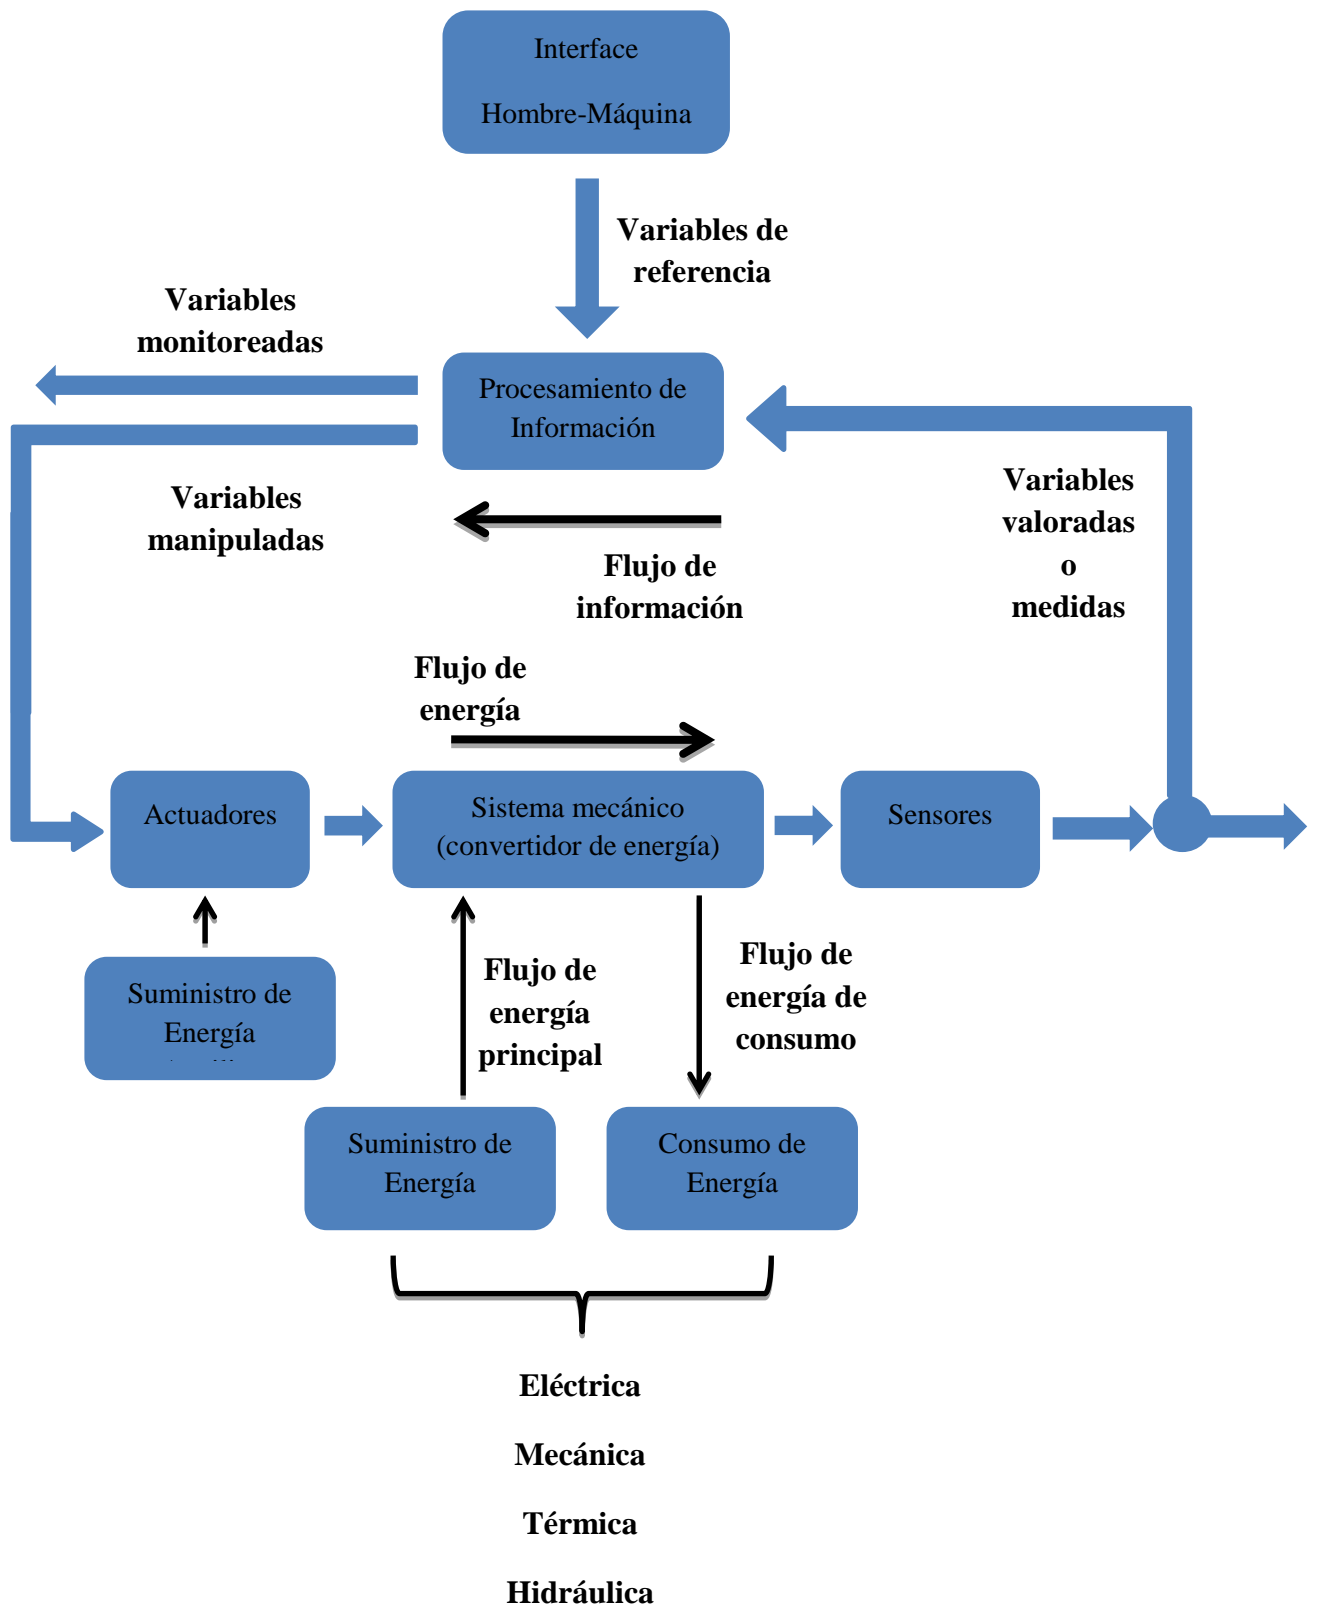 Interface
Hombre-Máquina
Variables de
referencia
Variables
monitoreadas
Procesamiento de
Información
Variables
manipuladas
Variables
valoradas
o
medidas
Flujo de
información
Flujo de
energía
Actuadores
Sistema mecánico
(convertidor de energía)
Sensores
Suministro de
Energía
Flujo de
energía
principal
Flujo de
energía de
consumo
Suministro de
Energía
Consumo de
Energía
Eléctrica
Mecánica
Térmica
Hidráulica